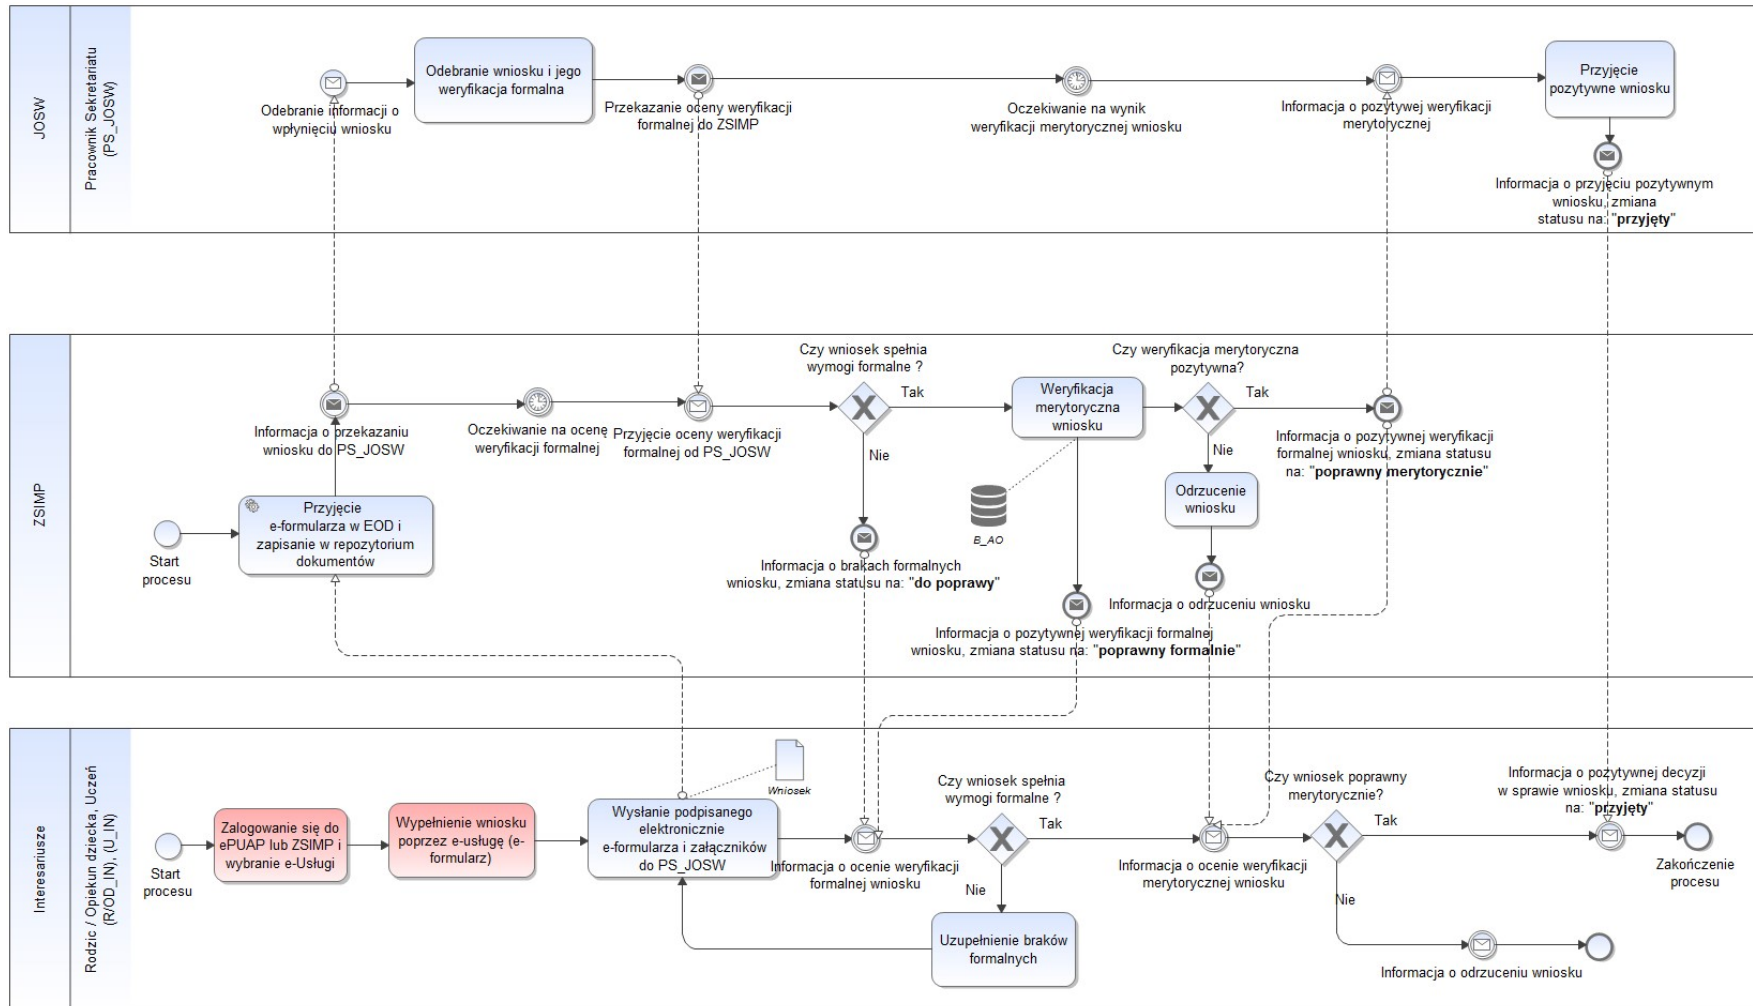 JOSW
Pracownik Sekretariatu
(PS_JOSW)
Odebranie informacji o
wpłynięciu wniosku
Odebranie wniosku i jego
weryfikacja formalna
Przekazanie oceny weryfikacji
formalnej do ZSIMP
Oczekiwanie na wynik
weryfikacji merytorycznej wniosku
Informacja o pozytywej weryfikacji
merytorycznej
Przyjęcie
pozytywne wniosku
Informacja o przyjęciu pozytywnym
wniosku, zmiana
statusu na: "przyjęty"
ZSIMP
Start
procesu
Przyjęcie
e-formularza w EOD i
zapisanie w repozytorium
dokumentów
Informacja o przekazaniu
wniosku do PS_JOSW
Oczekiwanie na ocenę
weryfikacji formalnej
Przyjęcie oceny weryfikacji
formalnej od PS_JOSW
Czy wniosek spełnia
wymogi formalne ?
Tak
Nie
Informacja o brakach formalnych
wniosku, zmiana statusu na: "do poprawy"
Weryfikacja
merytoryczna
wniosku
B_AO
Informacja o pozytywnej weryfikacji formalnej
wniosku, zmiana statusu na: "poprawny formalnie"
Czy weryfikacja merytoryczna
pozytywna?
Tak
Nie
Odrzucenie
wniosku
Informacja o odrzuceniu wniosku
Informacja o pozytywnej weryfikacji
formalnej wniosku, zmiana statusu
na: "poprawny merytorycznie"
Interesariusze
Rodzic / Opiekun dziecka, Uczeń
(R/OD_IN), (U_IN)
Start
procesu
Zalogowanie się do
ePUAP lub ZSIMP i
wybranie e-Usługi
Wypełnienie wniosku
poprzez e-usługę (e-
formularz)
Wysłanie podpisanego
elektronicznie
e-formularza i załączników
do PS_JOSW
Wniosek
Informacja o ocenie weryfikacji
formalnej wniosku
Czy wniosek spełnia
wymogi formalne ?
Tak
Nie
Uzupełnienie braków
formalnych
Informacja o ocenie weryfikacji
merytorycznej wniosku
Czy wniosek poprawny
merytorycznie?
Tak
Nie
Informacja o pozytywnej decyzji
w sprawie wniosku, zmiana statusu
na: "przyjęty"
Zakończenie
procesu
Informacja o odrzuceniu wniosku